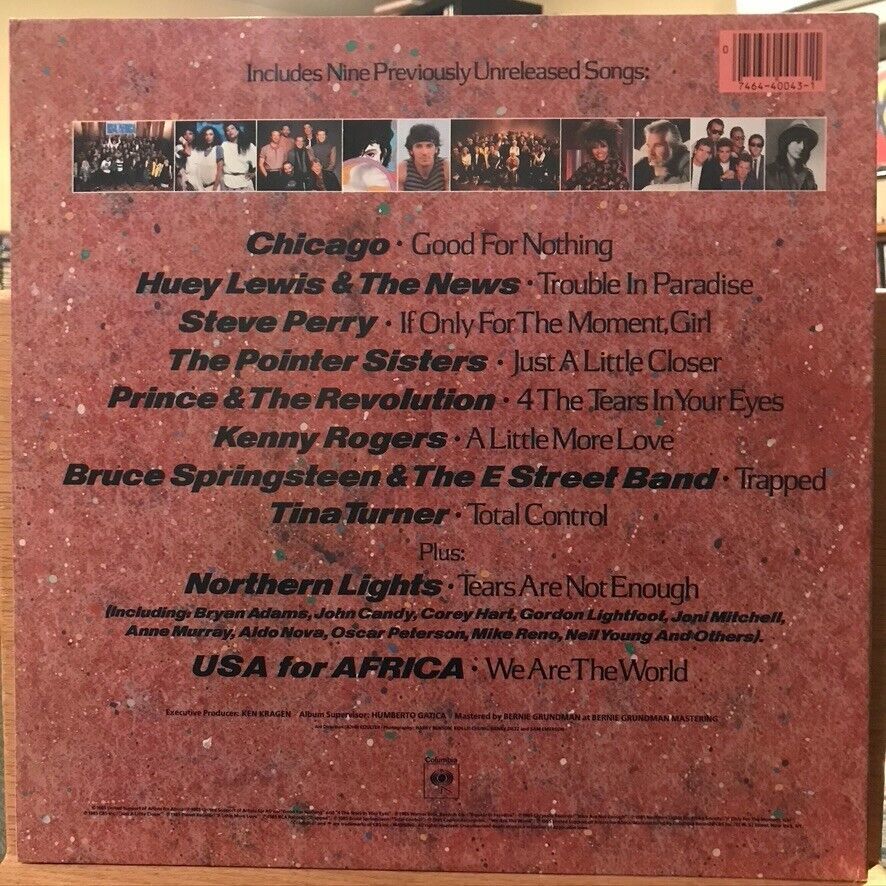 Includes Nine Previously Unreleased Songs:
0
7464-40043-1
Chicago · Good For Nothing
Huey Lewis & The News · Trouble In Paradise
Steve Perry · If Only For The Moment, Girl
The Pointer Sisters · Just A Little Closer
Prince & The Revolution · 4 The Tears In Your Eyes
Kenny Rogers · A Little More Love
Bruce Springsteen & The E Street Band · Trapped
Tina Turner · Total Control
Plus:
Northern Lights · Tears Are Not Enough
(Including: Bryan Adams, John Candy, Corey Hart, Gordon Lightfoot, Joni Mitchell,
Anne Murray, Aldo Nova, Oscar Peterson, Mike Reno, Neil Young And Others).
USA for AFRICA · We Are The World
Executive Producer: KEN KRAGEN Album Supervisor: HUMBERTO GATICA Mastered by BERNIE GRUNDMAN at BERNIE GRUNDMAN MASTERING
Columbia